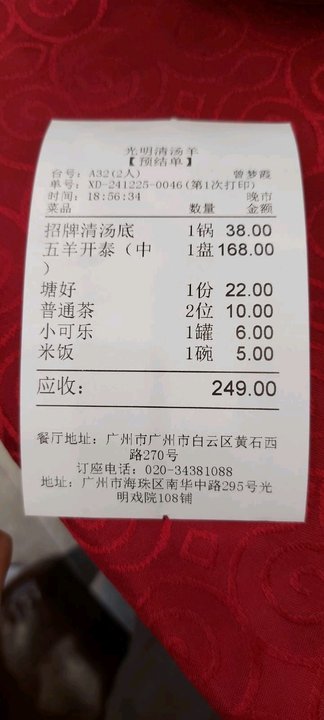 光明清汤羊
【预结单】
台号: A32(2人) 曾梦霞
单号: XD-241225-0046(第1次打印)
时间: 18:56:34 晚市
菜品 数量 金额
招牌清汤底 1锅 38.00
五羊开泰（中 1盘 168.00
）
塘好 1份 22.00
普通茶 2位 10.00
小可乐 1罐 6.00
米饭 1碗 5.00
应收: 249.00
餐厅地址: 广州市广州市白云区黄石西
路270号
订座电话: 020-34381088
地址: 广州市海珠区南华中路295号光
明戏院108铺